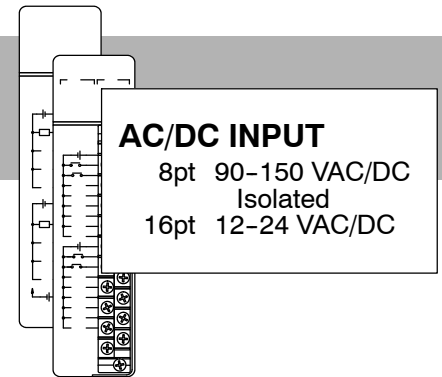 AC/DC INPUT
8pt 90–150 VAC/DC
Isolated
16pt 12–24 VAC/DC